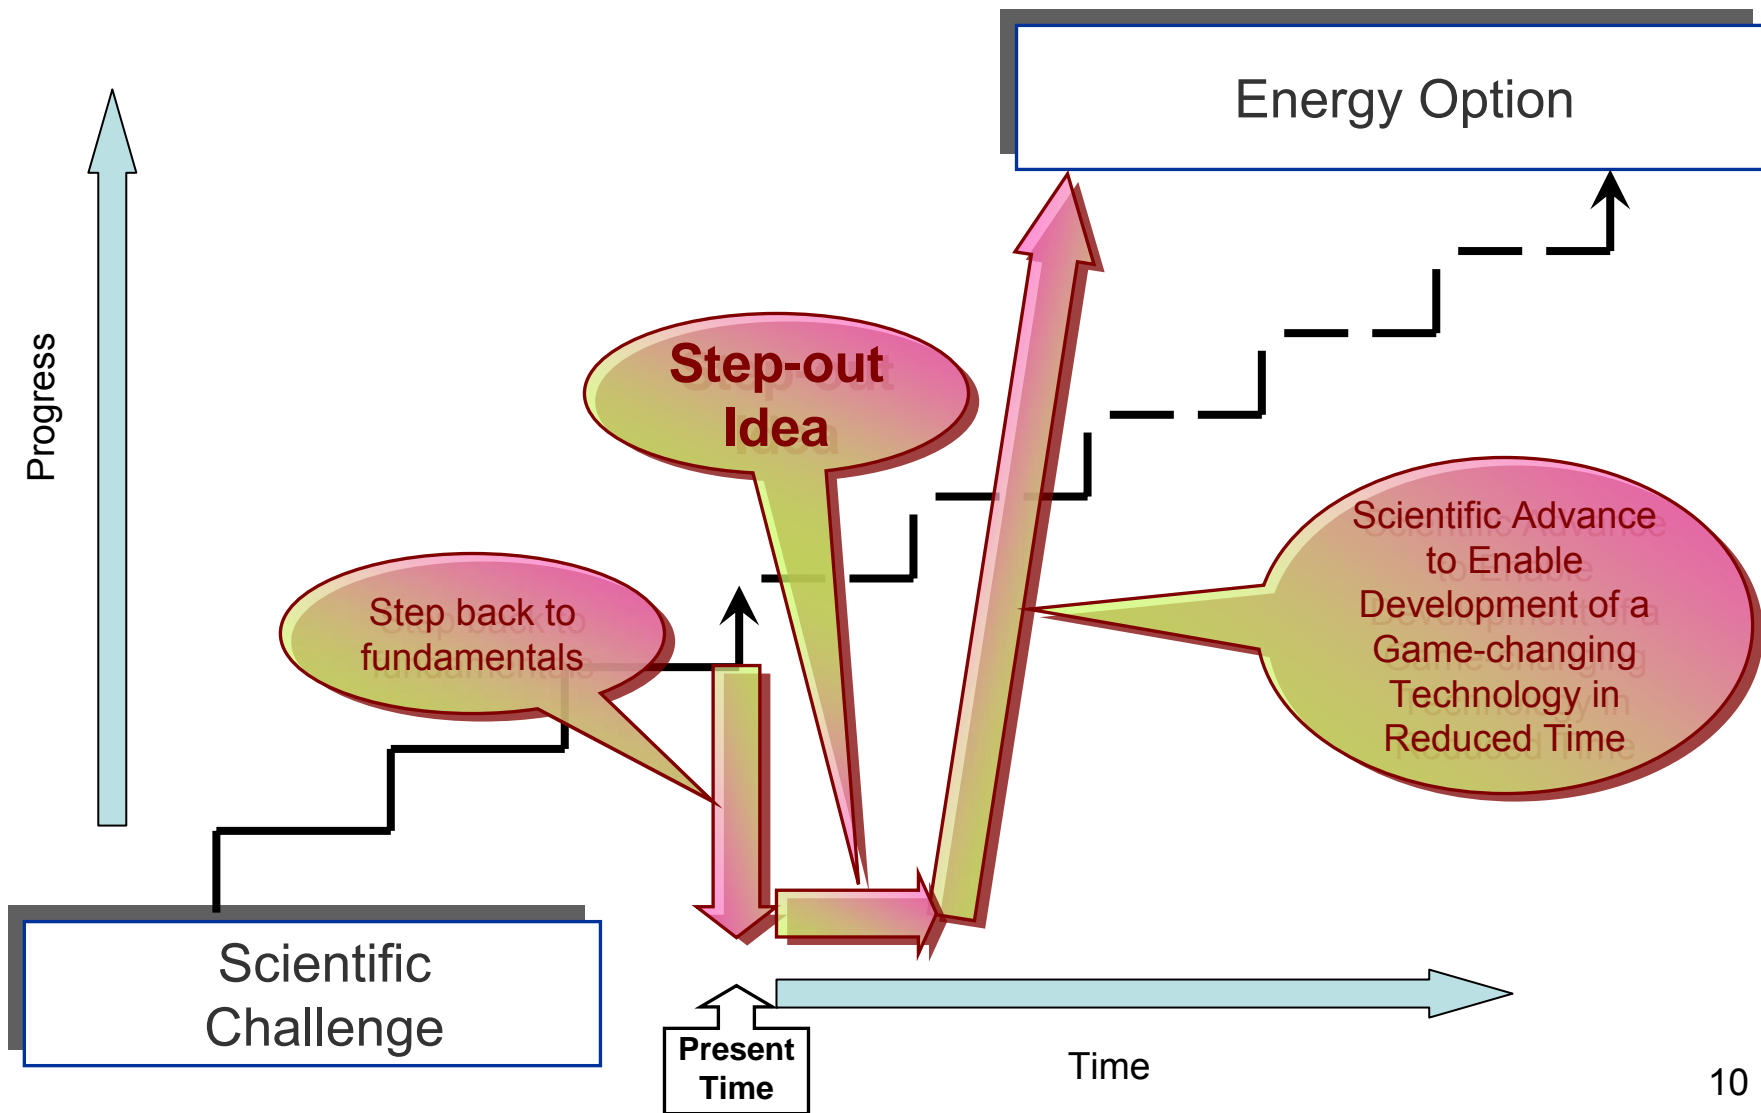 Energy Option
Progress
Step-out
Idea
Step back to
fundamentals
Scientific Advance
to Enable
Development of a
Game-changing
Technology in
Reduced Time
Scientific
Challenge
Present
Time
Time
10